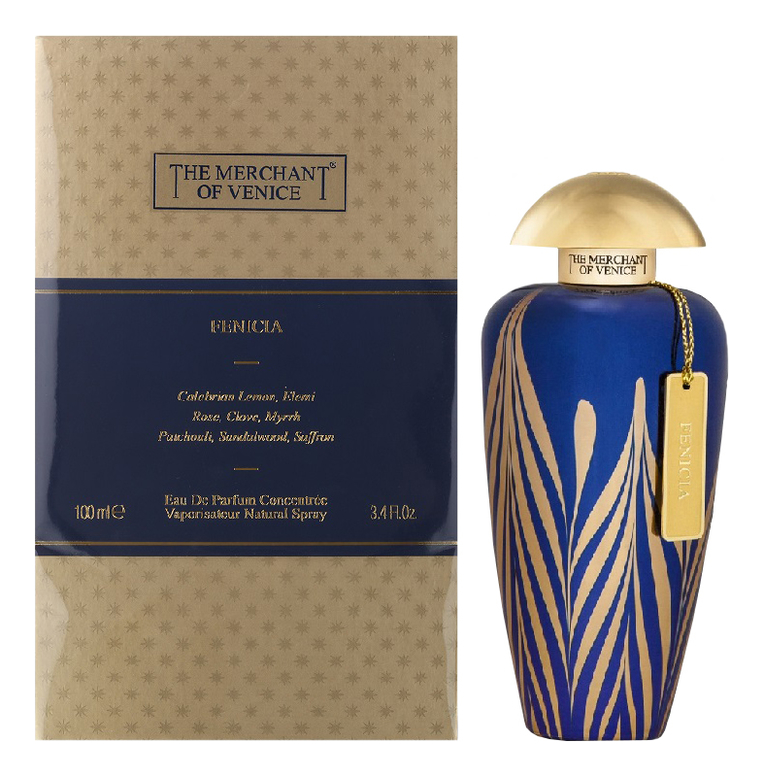 THE MERCHANT®
OF VENICE
FENICIA
Calabrian Lemon, Elemi
Rose, Clove, Myrrh
Patchouli, Sandalwood, Saffron
100 ml ℮
Eau De Parfum Concentrée
Vaporisateur Natural Spray
3.4 Fl.Oz.
THE MERCHANT
OF VENICE
FENICIA